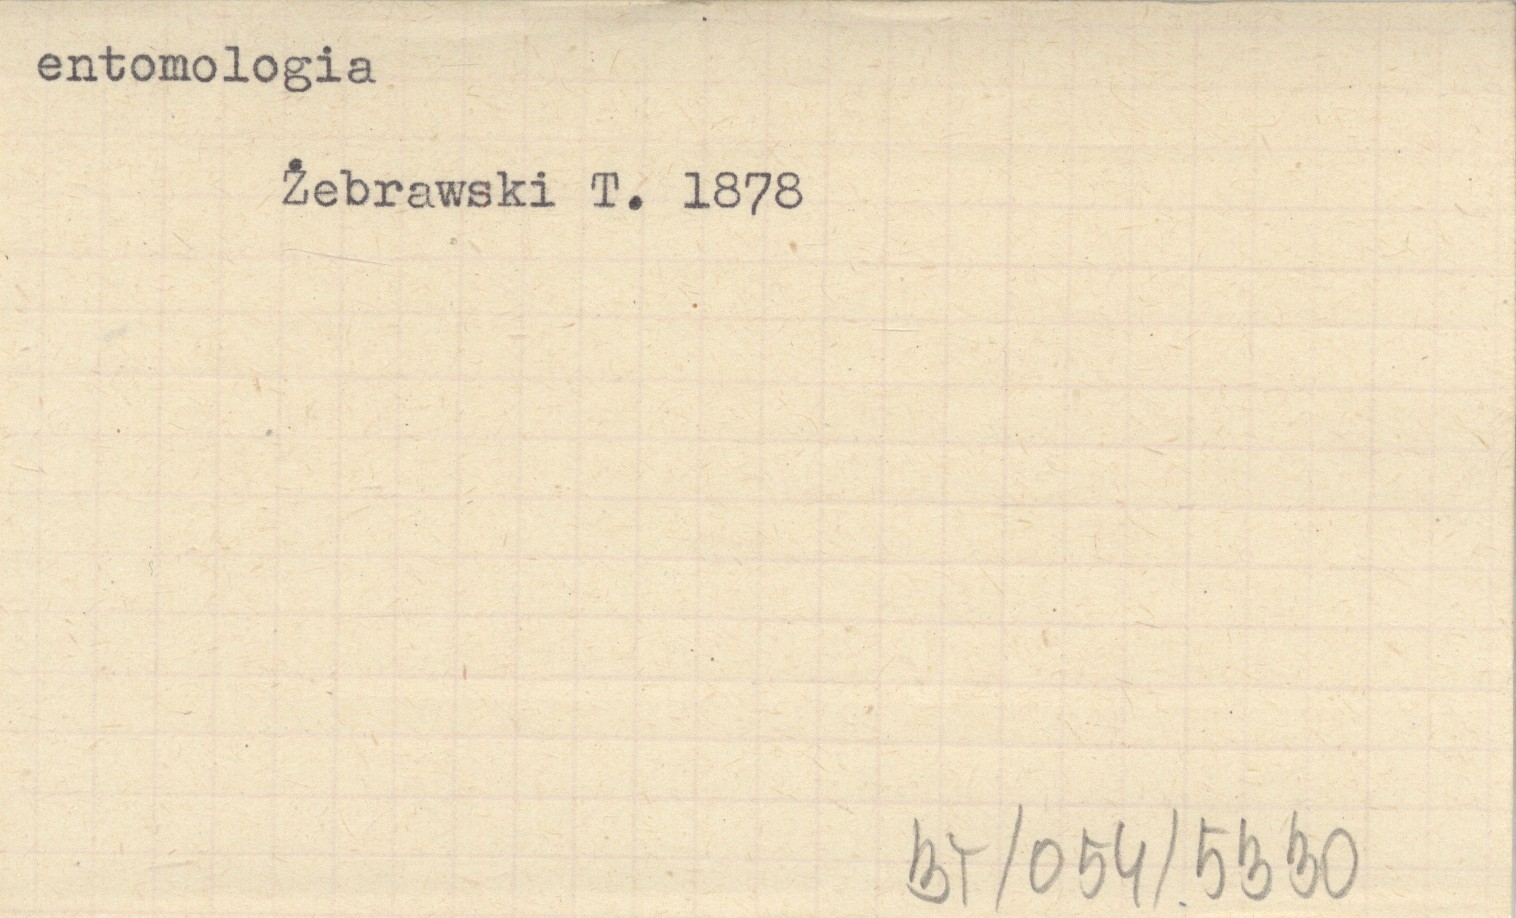 entomologia
Żebrawski T. 1878
BT/054/5330